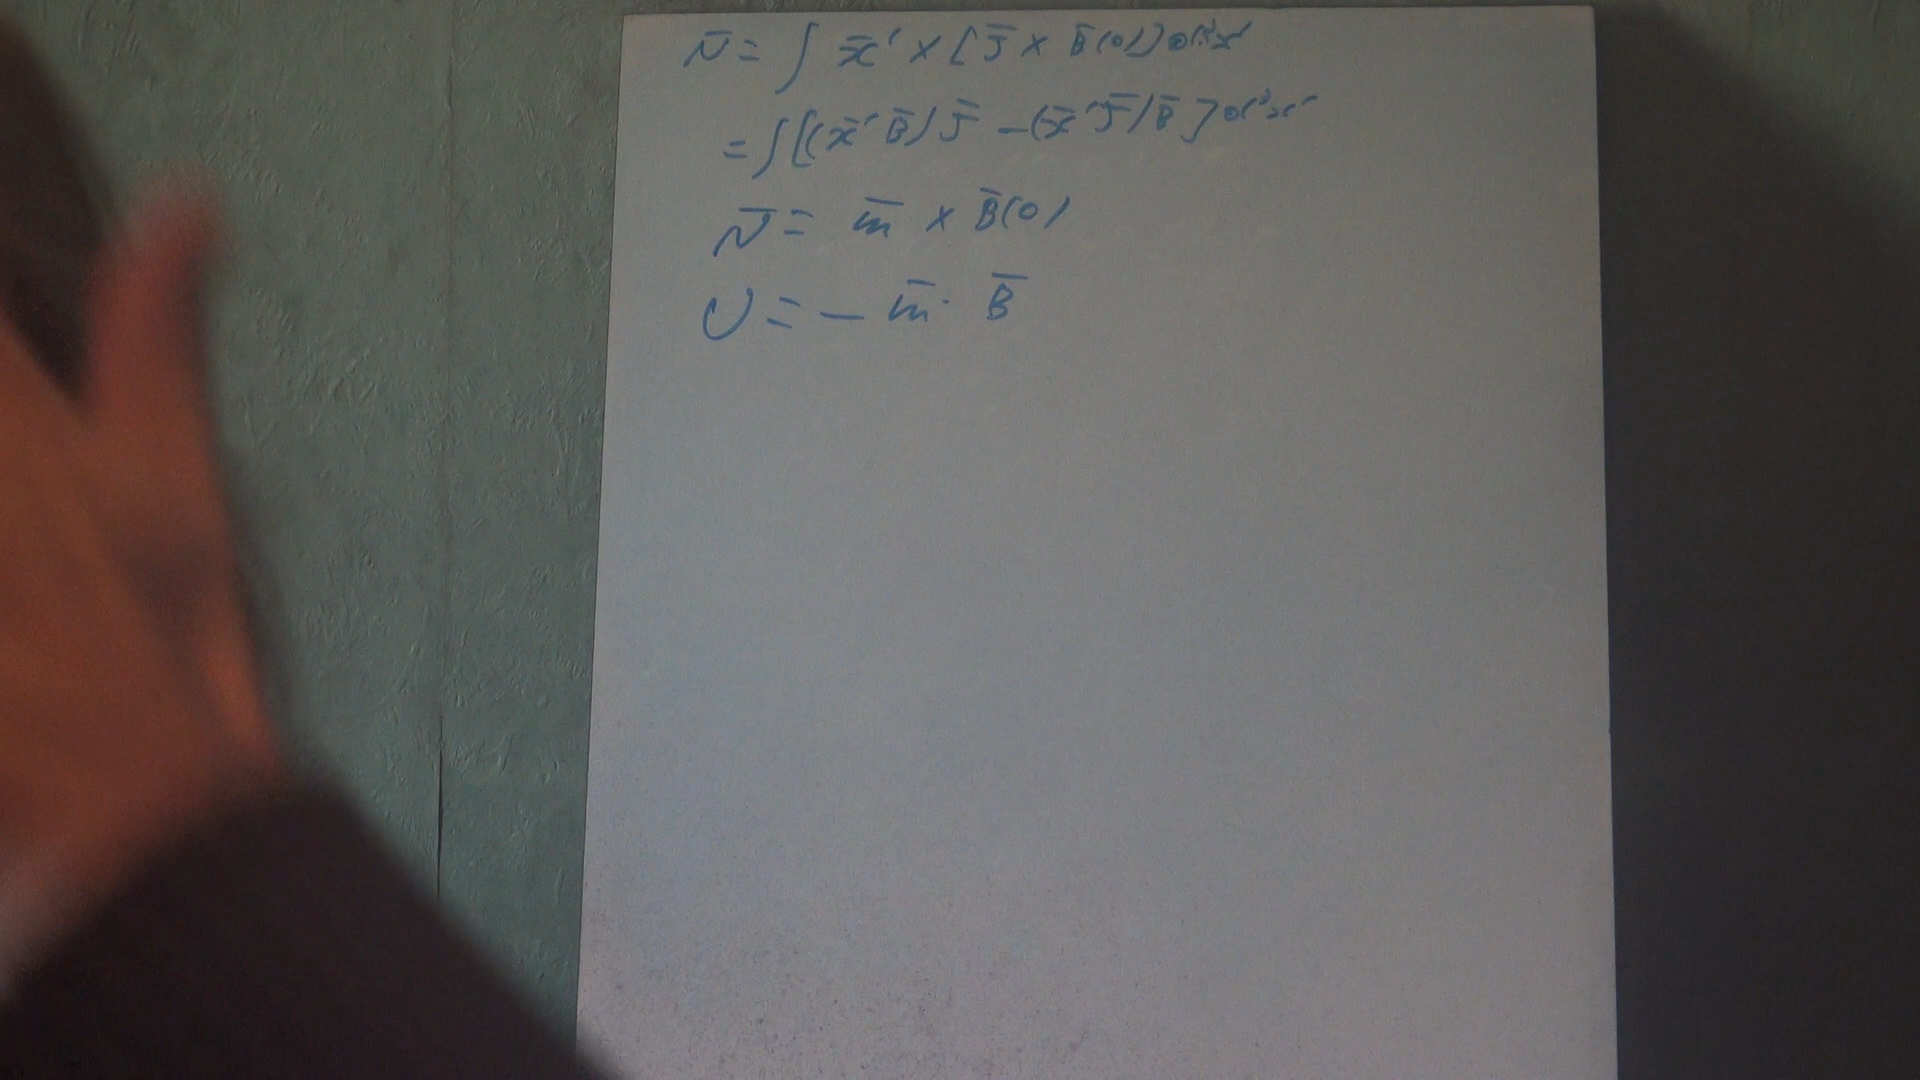 N̄ = ∫ x̄' × [J̄ × B̄(0)] d³x'
= ∫ [(x̄' B̄) J̄ – (x̄' J̄) B̄] d³x'
N̄ = m̄ × B̄(0)
U = – m̄ · B̄